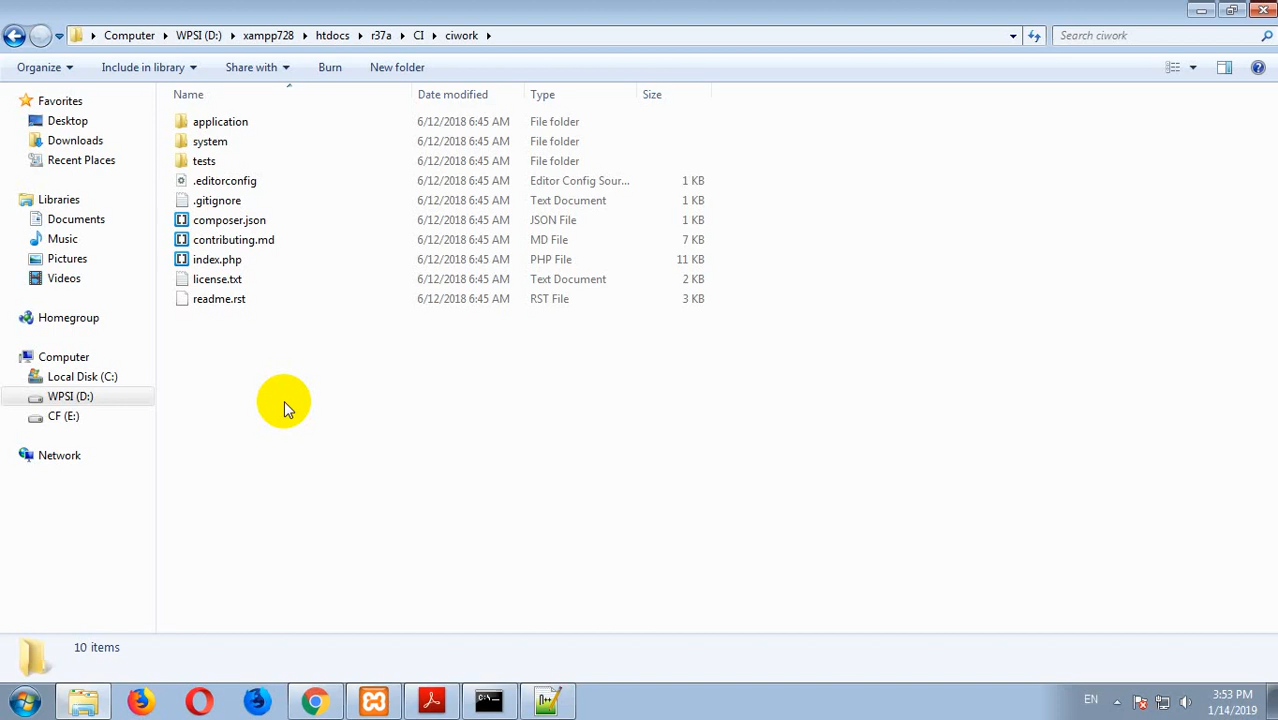 Computer WPSI (D:) xampp728 htdocs r37a CI ciwork
Search ciwork
Organize Include in library Share with Burn New folder
Name Date modified Type Size
Favorites
Desktop
Downloads
Recent Places
Libraries
Documents
Music
Pictures
Videos
Homegroup
Computer
Local Disk (C:)
WPSI (D:)
CF (E:)
Network
application 6/12/2018 6:45 AM File folder
system 6/12/2018 6:45 AM File folder
tests 6/12/2018 6:45 AM File folder
.editorconfig 6/12/2018 6:45 AM Editor Config Sour... 1 KB
.gitignore 6/12/2018 6:45 AM Text Document 1 KB
composer.json 6/12/2018 6:45 AM JSON File 1 KB
contributing.md 6/12/2018 6:45 AM MD File 7 KB
index.php 6/12/2018 6:45 AM PHP File 11 KB
license.txt 6/12/2018 6:45 AM Text Document 2 KB
readme.rst 6/12/2018 6:45 AM RST File 3 KB
10 items
EN
3:53 PM
1/14/2019